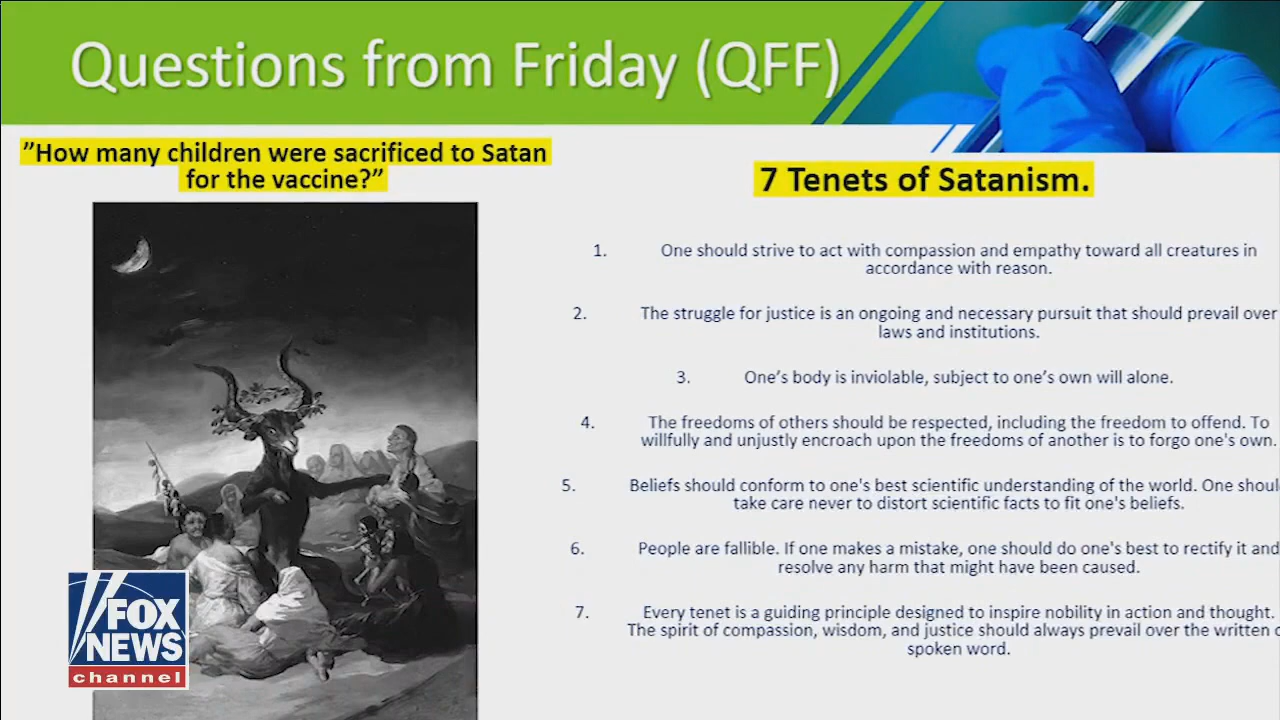 Questions from Friday (QFF)
”How many children were sacrificed to Satan
for the vaccine?”
7 Tenets of Satanism.
1. One should strive to act with compassion and empathy toward all creatures in
accordance with reason.
2. The struggle for justice is an ongoing and necessary pursuit that should prevail over
laws and institutions.
3. One’s body is inviolable, subject to one’s own will alone.
4. The freedoms of others should be respected, including the freedom to offend. To
willfully and unjustly encroach upon the freedoms of another is to forgo one's own.
5. Beliefs should conform to one's best scientific understanding of the world. One shoul
take care never to distort scientific facts to fit one's beliefs.
6. People are fallible. If one makes a mistake, one should do one's best to rectify it and
resolve any harm that might have been caused.
7. Every tenet is a guiding principle designed to inspire nobility in action and thought.
The spirit of compassion, wisdom, and justice should always prevail over the written o
spoken word.
FOX
NEWS
channel